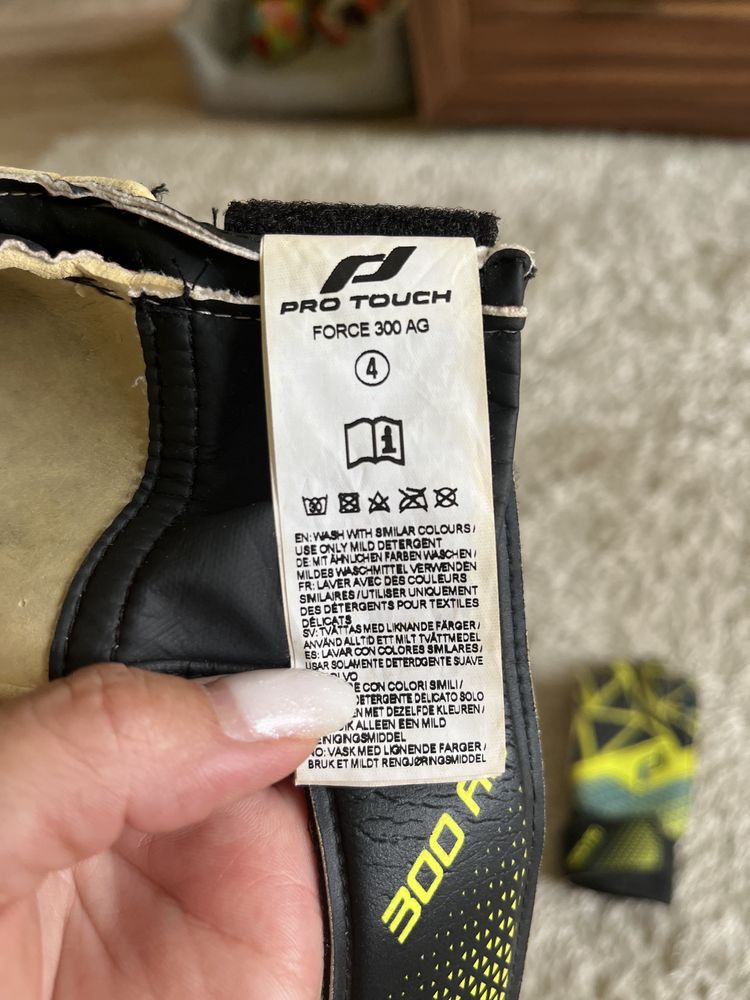 PRO TOUCH
FORCE 300 AG
4
30
EN: WASH WITH SIMILAR COLOURS /
USE ONLY MILD DETERGENT
DE: MIT ÄHNLICHEN FARBEN WASCHEN /
MILDES WASCHMITTEL VERWENDEN
FR: LAVER AVEC DES COULEURS
SIMILAIRES / UTILISER UNIQUEMENT
DES DÉTERGENTS POUR TEXTILES
DÉLICATS
SV: TVÄTTAS MED LIKNANDE FÄRGER /
ANVÄND ALLTID ETT MILT TVÄTTMEDEL
ES: LAVAR CON COLORES SIMILARES /
USAR SOLAMENTE DETERDGENTE SUAVE
CON COLORI SIMILI /
DETERGENTE DELICATO SOLO
MET DEZELFDE KLEUREN /
ALLEEN EEN MILD
NO: VASK MED LIGNENDE FARGER /
BRUK ET MILDT RENGJØRINGSMIDDEL
300